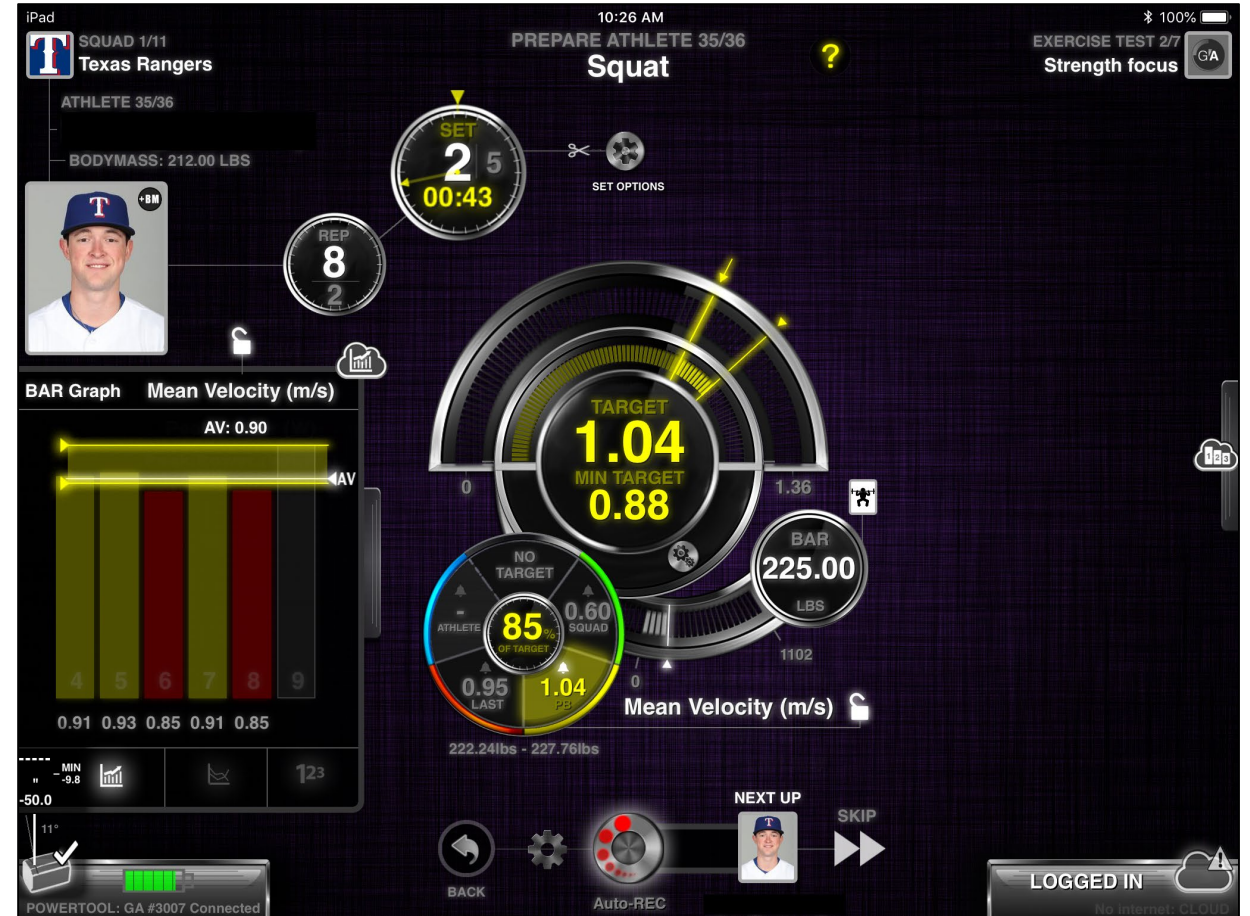 iPad
10:26 AM
100%
T
SQUAD 1/11
Texas Rangers
PREPARE ATHLETE 35/36
Squat
?
EXERCISE TEST 2/7
Strength focus
G'A
ATHLETE 35/36
BODYMASS: 212.00 LBS
+BM
T
SET
2 5
00:43
SET OPTIONS
REP
8
2
BAR Graph Mean Velocity (m/s)
AV: 0.90
AV
4 5 6 7 8 9
0.91 0.93 0.85 0.91 0.85
TARGET
1.04
MIN TARGET
0.88
0
1.36
BAR
225.00
LBS
0
1102
NO TARGET
- ATHLETE
0.60 SQUAD
85%
OF TARGET
0.95 LAST
1.04 PB
Mean Velocity (m/s)
222.24lbs - 227.76lbs
MIN
-9.8
123
-50.0
11°
POWERTOOL: GA #3007 Connected
BACK
Auto-REC
NEXT UP
T
SKIP
LOGGED IN
No internet: CLOUD
123